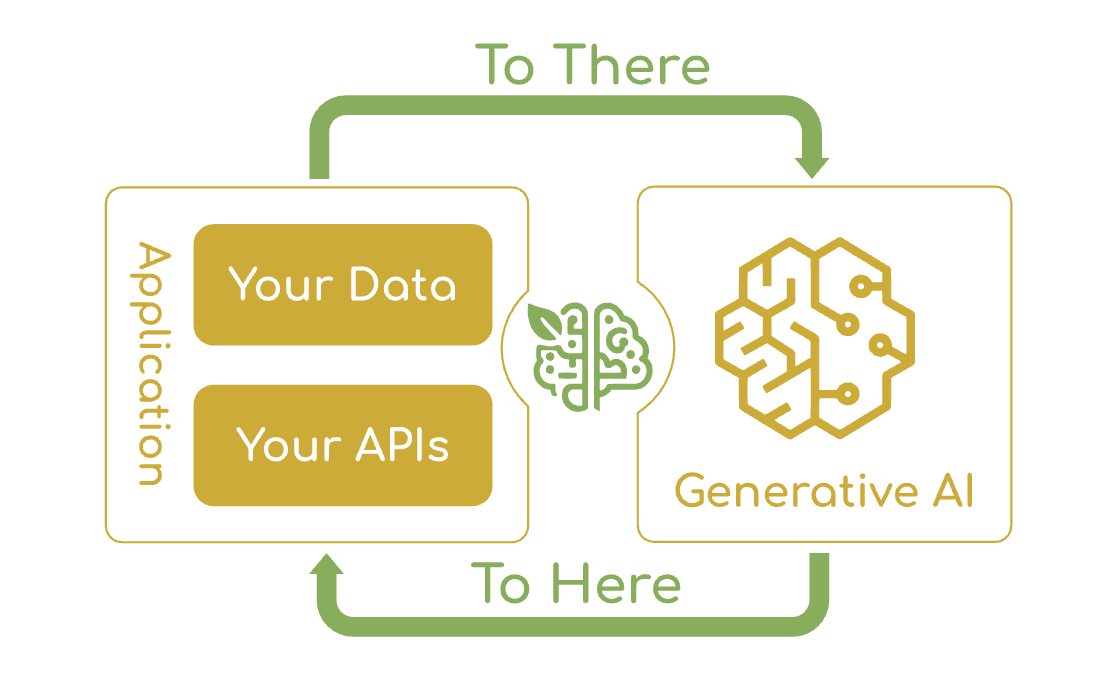 To There
Application
Your Data
Your APIs
Generative AI
To Here